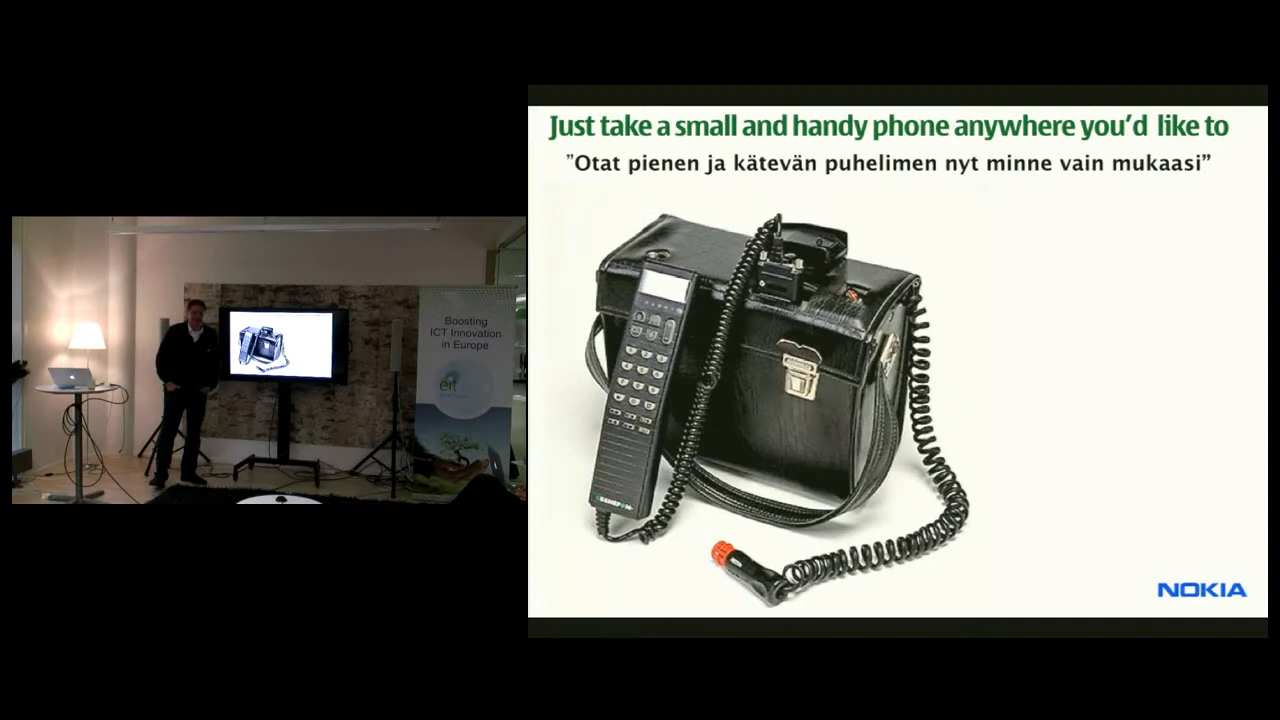 Just take a small and handy phone anywhere you'd like to
”Otat pienen ja kätevän puhelimen nyt minne vain mukaasi”
NOKIA
Boosting
ICT Innovation
in Europe
eit